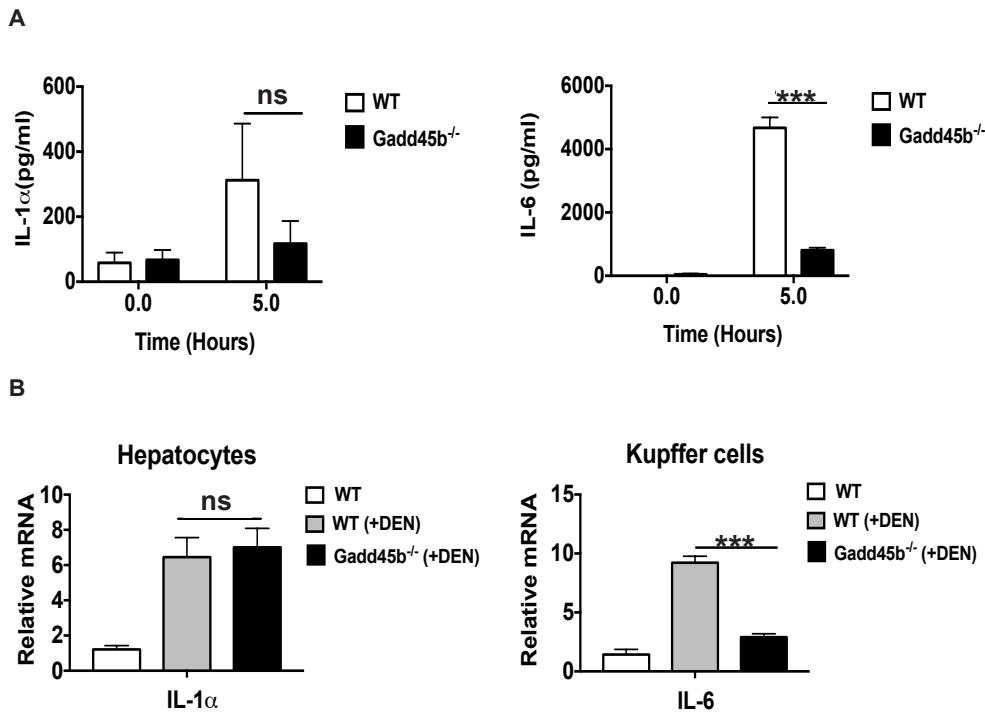 A
IL-1α(pg/ml)
600
400
200
0
ns
WT
Gadd45b-/-
0.0 5.0
Time (Hours)
IL-6 (pg/ml)
6000
4000
2000
0
***
WT
Gadd45b-/-
0.0 5.0
Time (Hours)
B
Hepatocytes
Relative mRNA
8
6
4
2
0
ns
WT
WT (+DEN)
Gadd45b-/- (+DEN)
IL-1α
Kupffer cells
Relative mRNA
15
10
5
0
***
WT
WT (+DEN)
Gadd45b-/- (+DEN)
IL-6